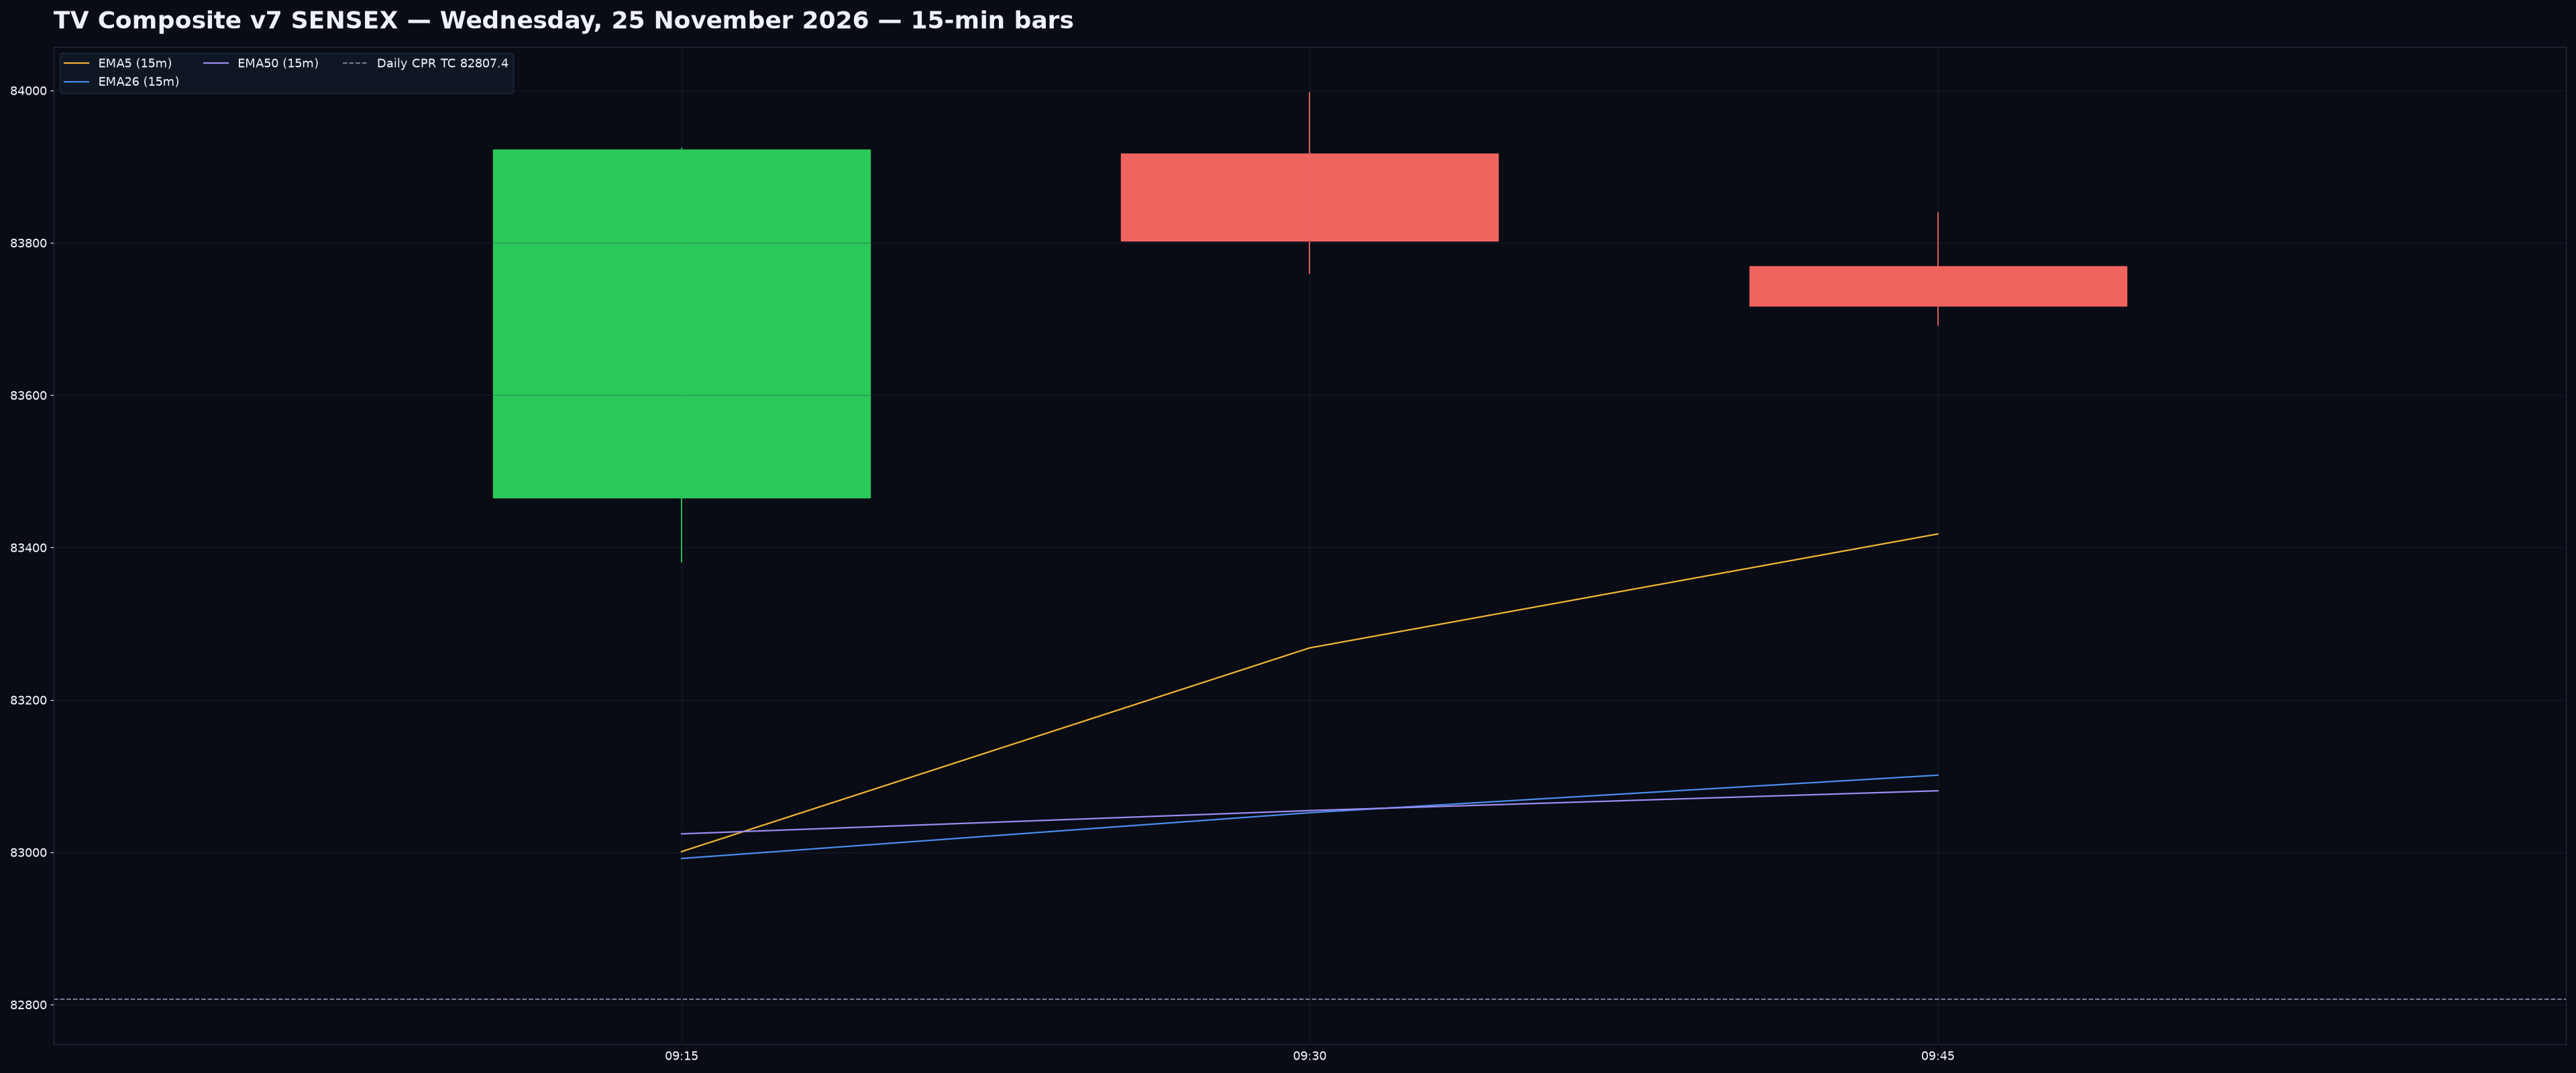 TV Composite v7 SENSEX — Wednesday, 25 November 2026 — 15-min bars
EMA5 (15m) EMA50 (15m) Daily CPR TC 82807.4
EMA26 (15m)
84000
83800
83600
83400
83200
83000
82800
09:15 09:30 09:45